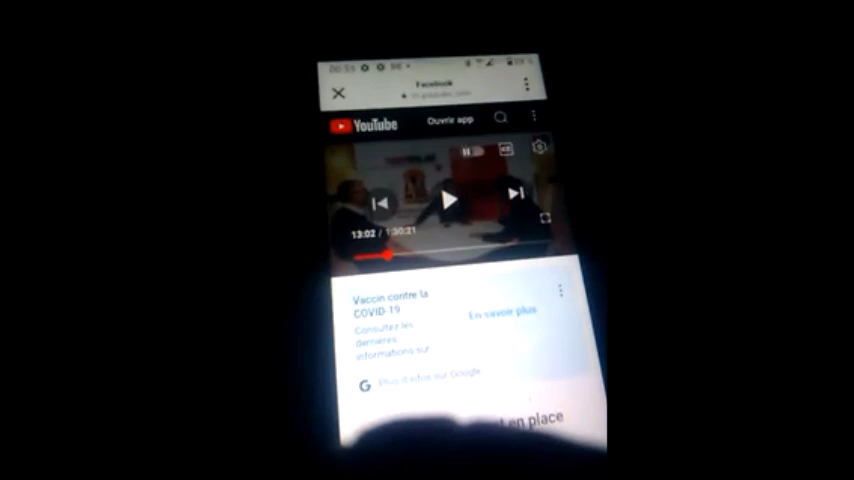 Facebook
YouTube
Ouvrir app
13:02 / 1:30:21
Vaccin contre la
COVID-19
Consultez les
dernières
informations sur
En savoir plus
G
Plus d'infos sur Google
en place